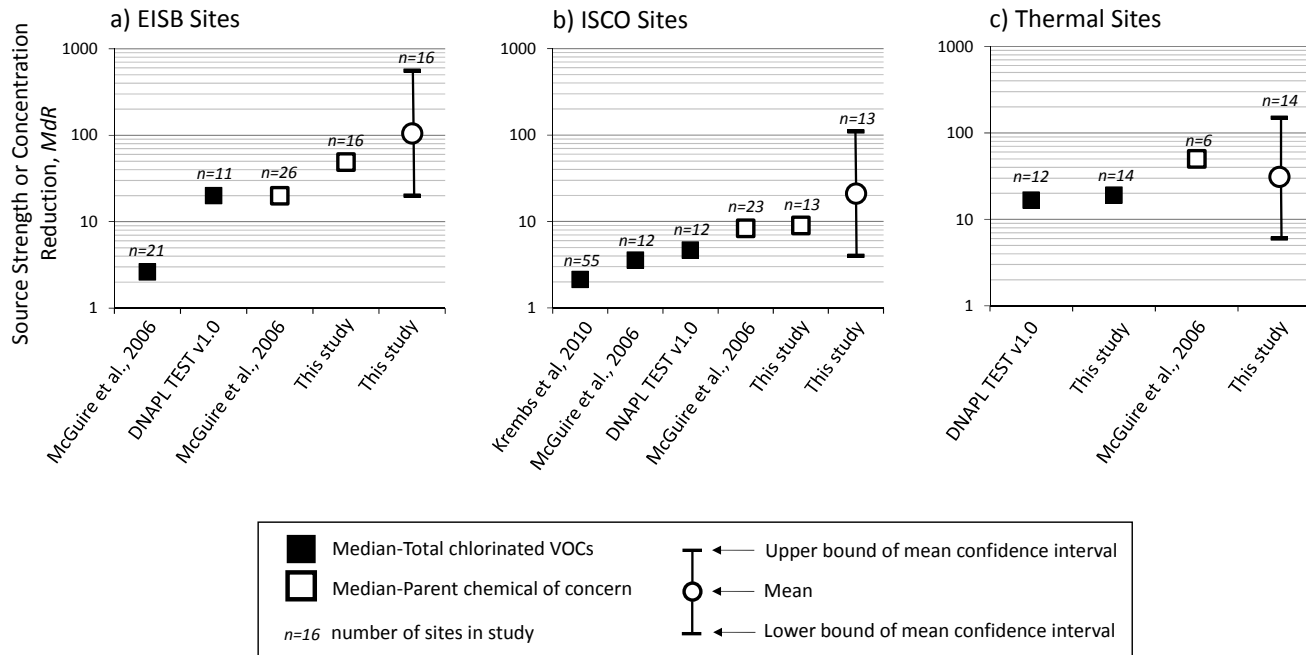 a) EISB Sites
b) ISCO Sites
c) Thermal Sites
Source Strength or Concentration
Reduction, MdR
1000
100
10
1
n=21
n=11
n=26
n=16
n=16
McGuire et al., 2006
DNAPL TEST v1.0
McGuire et al., 2006
This study
This study
1000
100
10
1
n=55
n=12
n=12
n=23
n=13
n=13
Krembs et al, 2010
McGuire et al., 2006
DNAPL TEST v1.0
McGuire et al., 2006
This study
This study
1000
100
10
1
n=12
n=14
n=6
n=14
DNAPL TEST v1.0
This study
McGuire et al., 2006
This study
Median-Total chlorinated VOCs
Median-Parent chemical of concern
n=16 number of sites in study
Upper bound of mean confidence interval
Mean
Lower bound of mean confidence interval